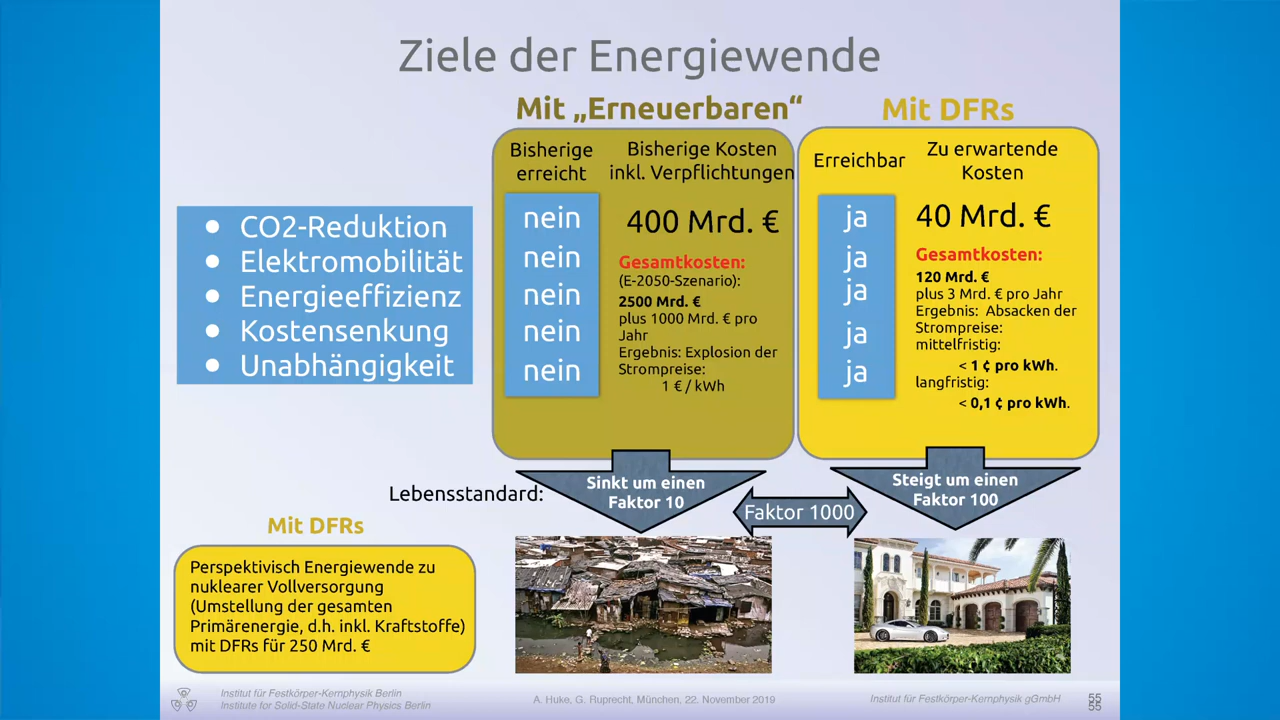 Ziele der Energiewende
Mit „Erneuerbaren“
Mit DFRs
Bisherige
erreicht
Bisherige Kosten
inkl. Verpflichtungen
Erreichbar
Zu erwartende
Kosten
• CO2-Reduktion
• Elektromobilität
• Energieeffizienz
• Kostensenkung
• Unabhängigkeit
nein
nein
nein
nein
nein
400 Mrd. €
Gesamtkosten:
(E-2050-Szenario):
2500 Mrd. €
plus 1000 Mrd. € pro
Jahr
Ergebnis: Explosion der
Strompreise:
1 € / kWh
ja
ja
ja
ja
ja
40 Mrd. €
Gesamtkosten:
120 Mrd. €
plus 3 Mrd. € pro Jahr
Ergebnis: Absacken der
Strompreise:
mittelfristig:
< 1 ¢ pro kWh.
langfristig:
< 0,1 ¢ pro kWh.
Lebensstandard:
Sinkt um einen
Faktor 10
Faktor 1000
Steigt um einen
Faktor 100
Mit DFRs
Perspektivisch Energiewende zu
nuklearer Vollversorgung
(Umstellung der gesamten
Primärenergie, d.h. inkl. Kraftstoffe)
mit DFRs für 250 Mrd. €
Institut für Festkörper-Kernphysik Berlin
Institute for Solid-State Nuclear Physics Berlin
A. Huke, G. Ruprecht, München, 22. November 2019
Institut für Festkörper-Kernphysik gGmbH
55
55